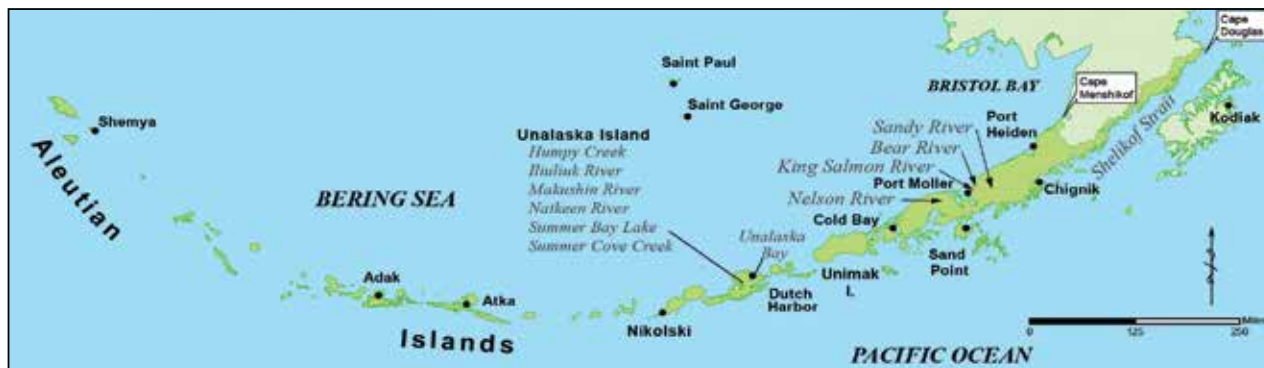 Cape
Douglas
Saint Paul
BRISTOL BAY
Cape
Menshikof
Saint George
Kodiak
Shemya
Port
Heiden
Shelikof Strait
Unalaska Island
Sandy River
Humpy Creek
Bear River
Iliuliuk River
King Salmon River
Aleutian
Makushin River
Port Moller
Chignik
BERING SEA
Nelson River
Natkeen River
Cold Bay
Summer Bay Lake
Unalaska
Bay
Summer Cove Creek
Sand
Point
Adak
Unimak
I.
Atka
Dutch
Harbor
Nikolski
Islands
0 125 250
Miles
PACIFIC OCEAN